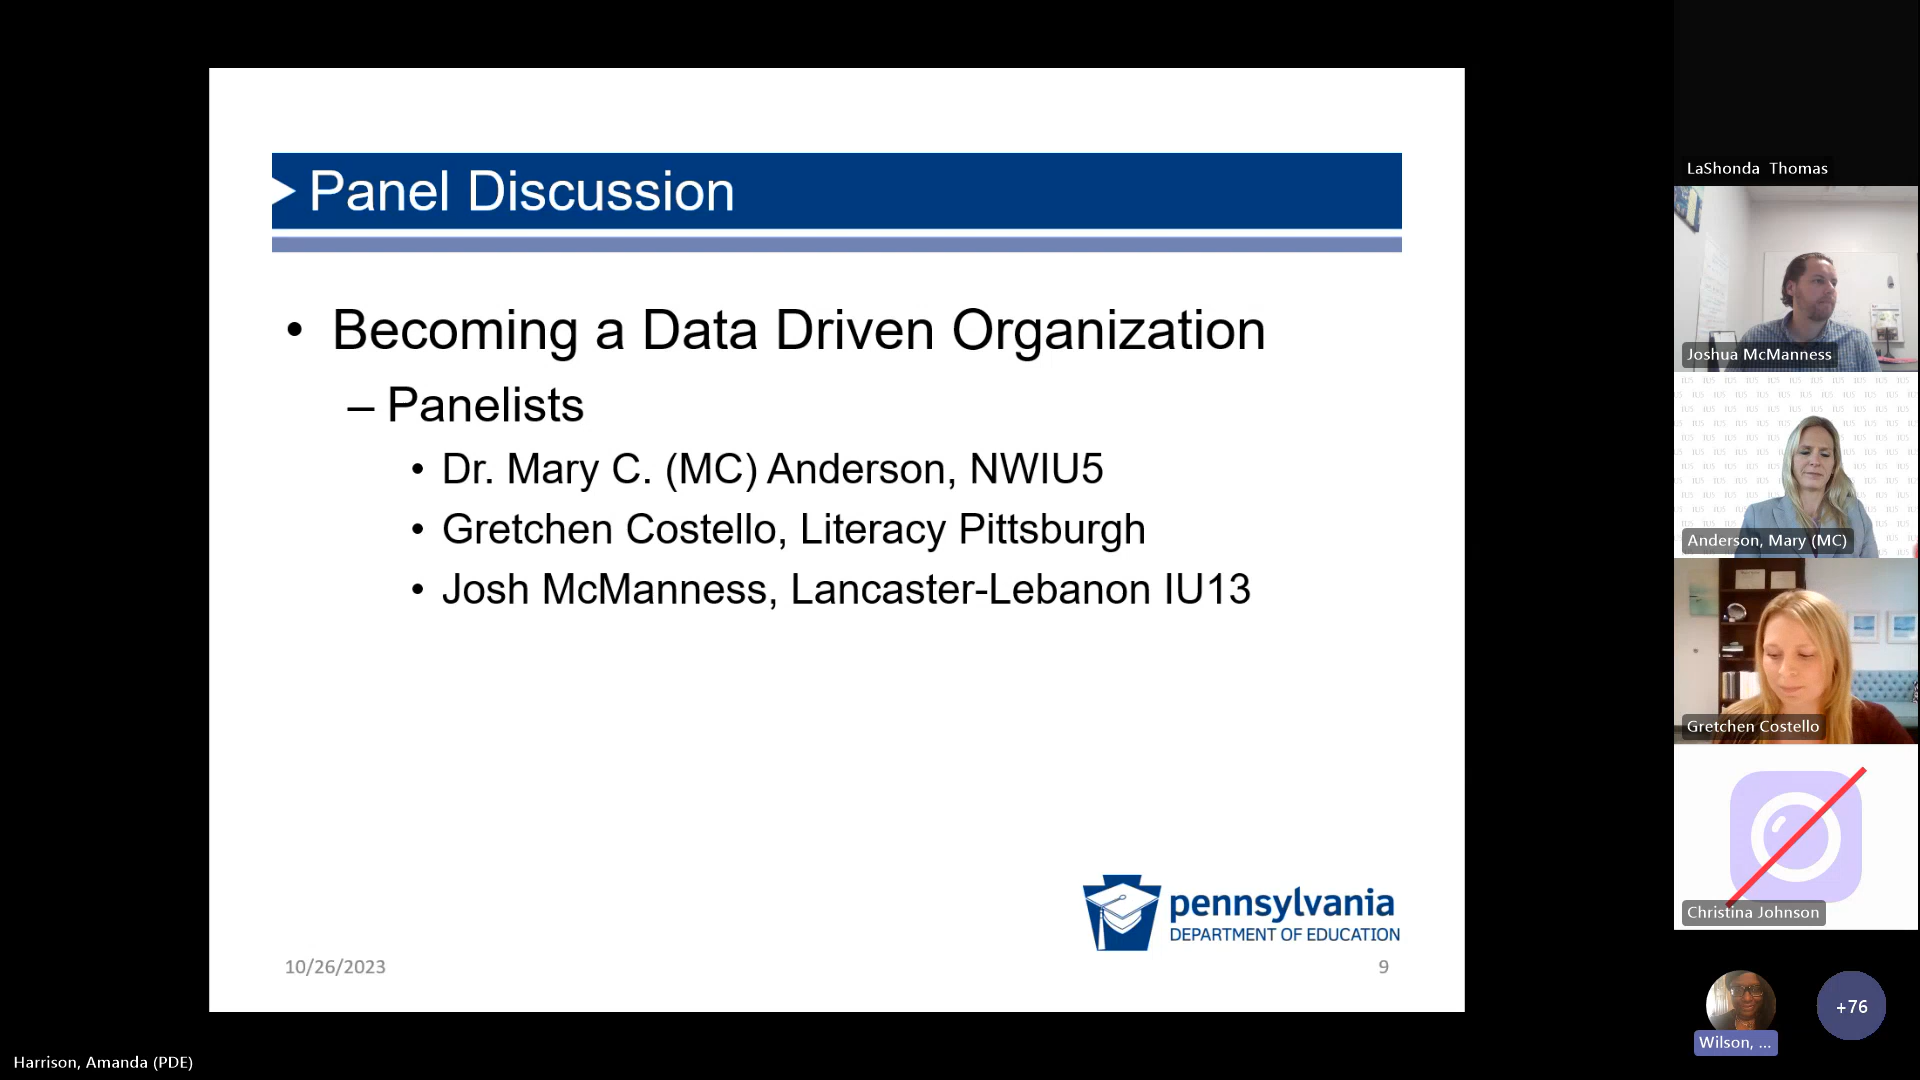 Panel Discussion
• Becoming a Data Driven Organization
– Panelists
• Dr. Mary C. (MC) Anderson, NWIU5
• Gretchen Costello, Literacy Pittsburgh
• Josh McManness, Lancaster-Lebanon IU13
pennsylvania
DEPARTMENT OF EDUCATION
10/26/2023
9
Harrison, Amanda (PDE)
LaShonda Thomas
Joshua McManness
Anderson, Mary (MC)
Gretchen Costello
Christina Johnson
Wilson, ...
+76